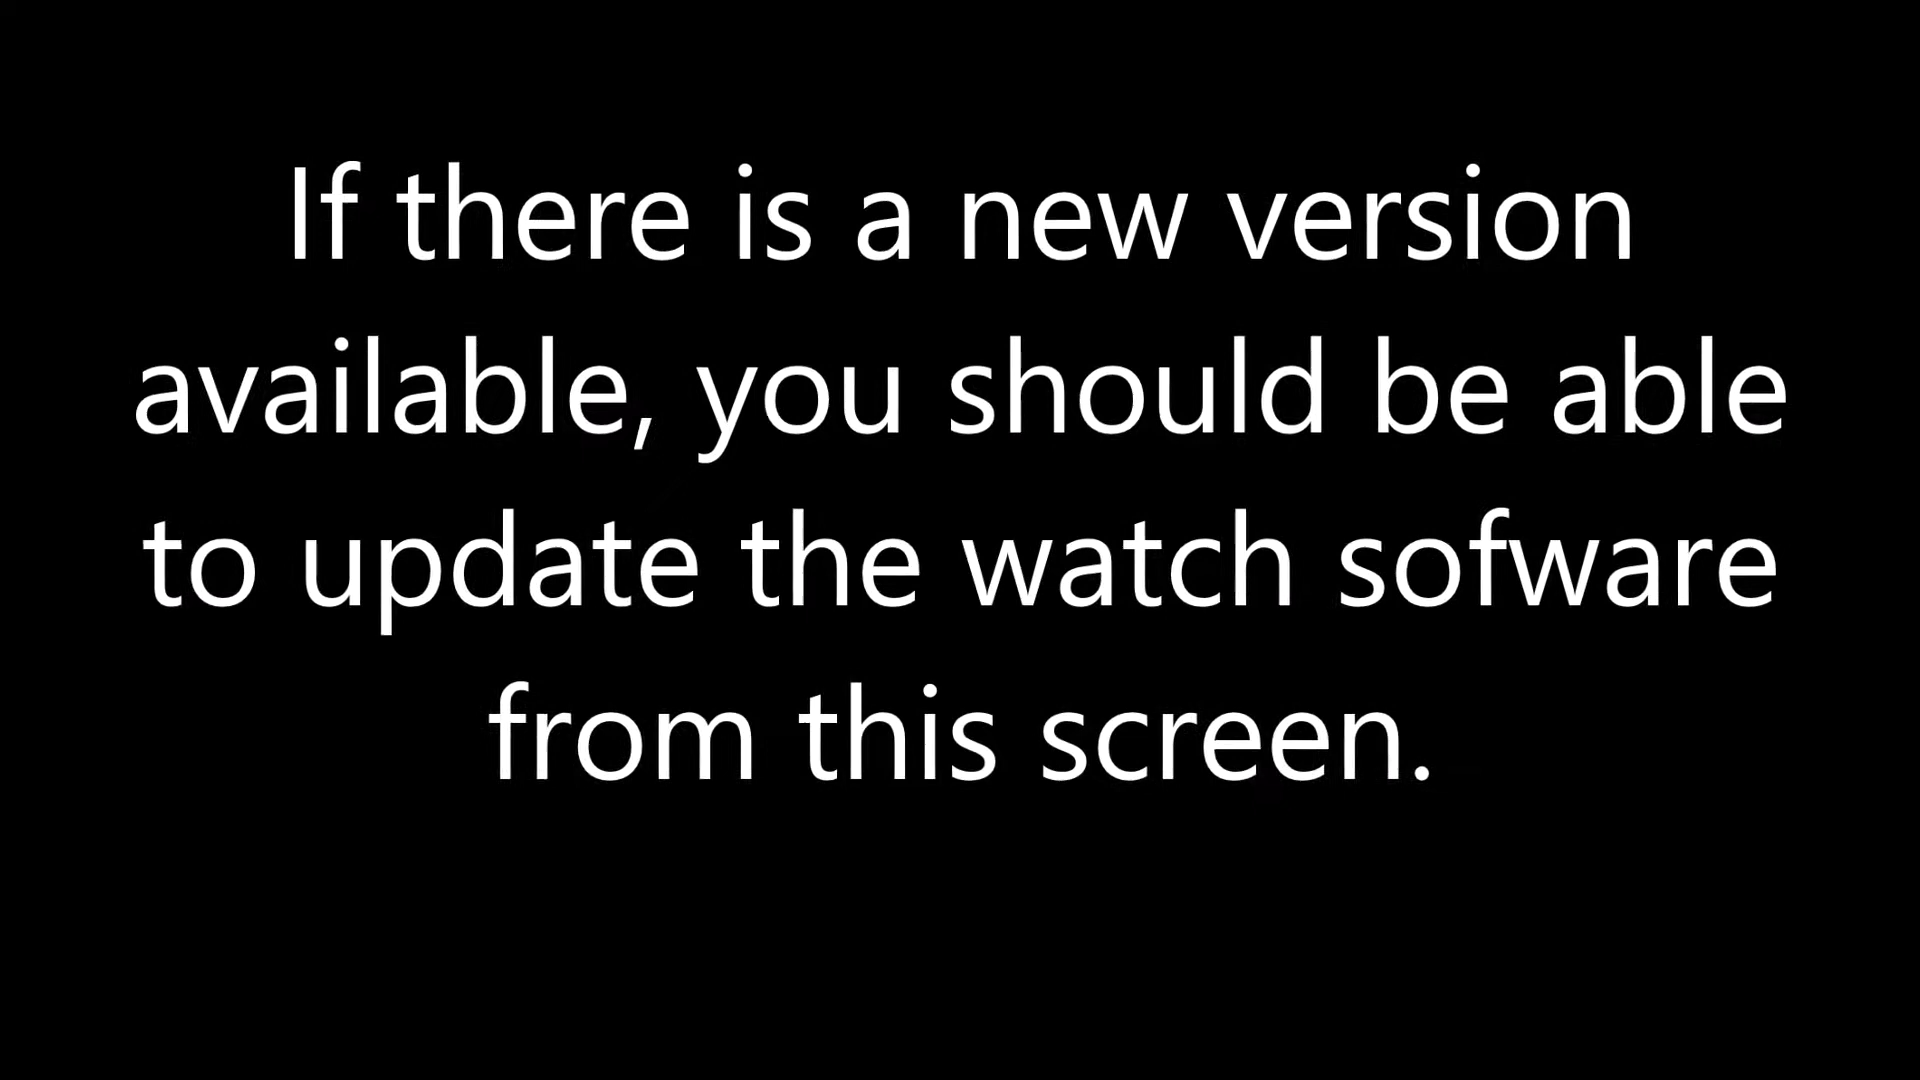 If there is a new version
available, you should be able
to update the watch sofware
from this screen.